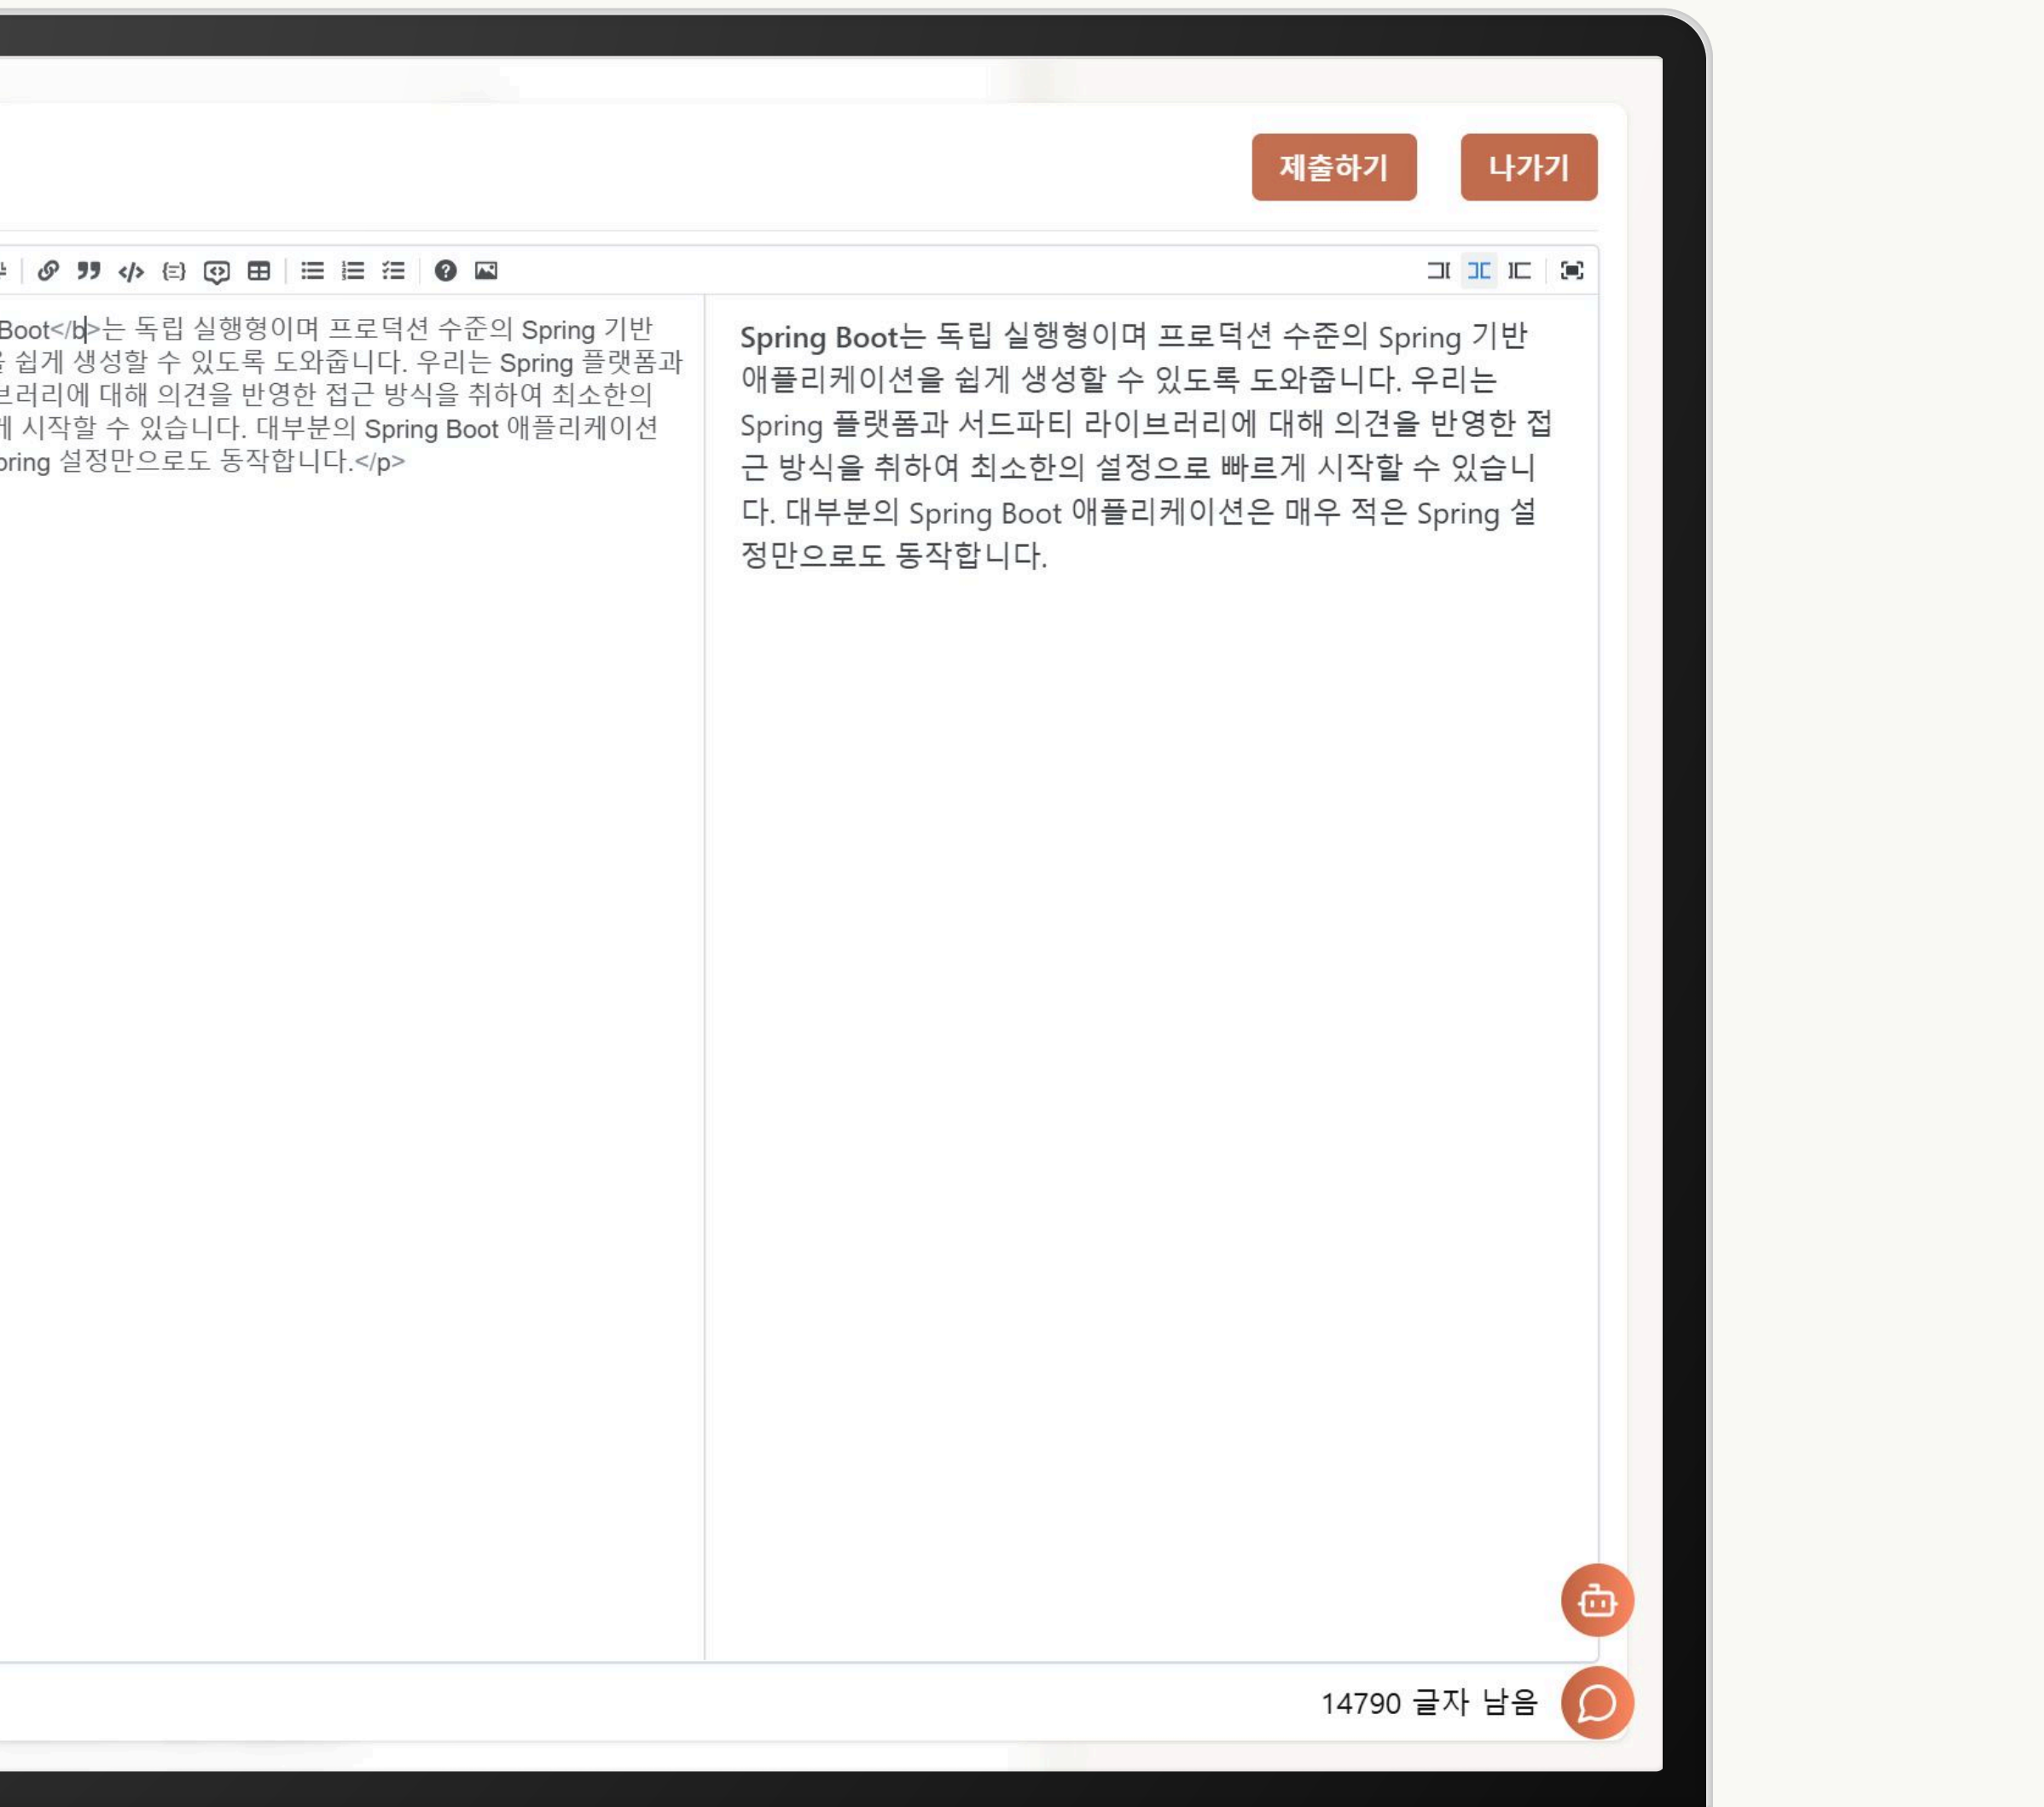 제출하기 나가기
Boot</b>는 독립 실행형이며 프로덕션 수준의 Spring 기반
쉽게 생성할 수 있도록 도와줍니다. 우리는 Spring 플랫폼과
브러리에 대해 의견을 반영한 접근 방식을 취하여 최소한의
게 시작할 수 있습니다. 대부분의 Spring Boot 애플리케이션
pring 설정만으로도 동작합니다.</p>
Spring Boot는 독립 실행형이며 프로덕션 수준의 Spring 기반
애플리케이션을 쉽게 생성할 수 있도록 도와줍니다. 우리는
Spring 플랫폼과 서드파티 라이브러리에 대해 의견을 반영한 접
근 방식을 취하여 최소한의 설정으로 빠르게 시작할 수 있습니
다. 대부분의 Spring Boot 애플리케이션은 매우 적은 Spring 설
정만으로도 동작합니다.
14790 글자 남음